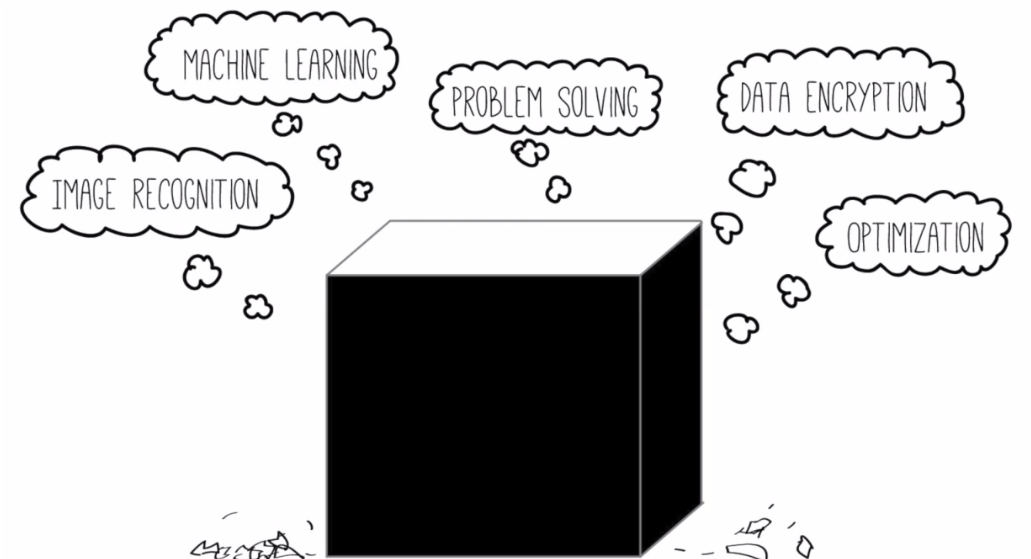 MACHINE LEARNING
PROBLEM SOLVING
DATA ENCRYPTION
IMAGE RECOGNITION
OPTIMIZATION